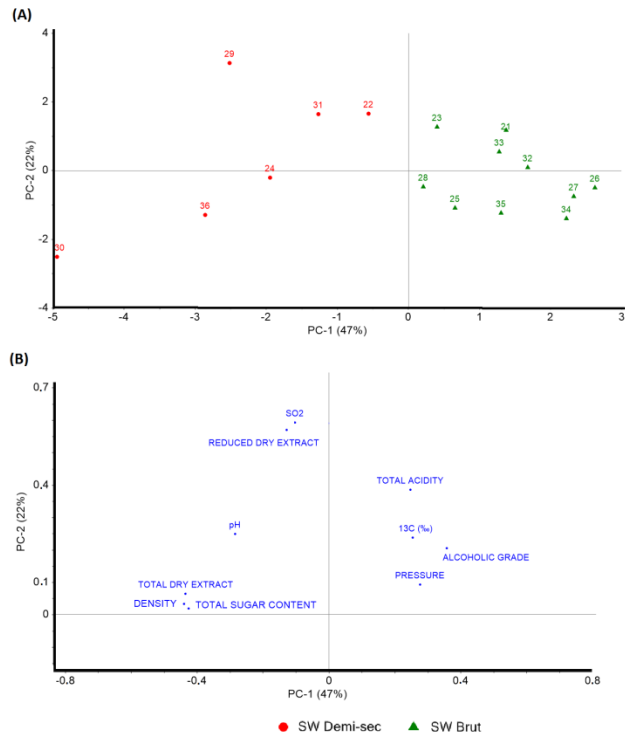 (A)
4
29
31
22
2
23
21
33
32
0
24
28
26
27
25
35
34
36
-2
30
-4
-5
-4
-3
-2
-1
0
1
2
3
PC-2 (22%)
PC-1 (47%)
(B)
0.7
SO2
REDUCED DRY EXTRACT
TOTAL ACIDITY
0.4
pH
13C (‰)
ALCOHOLIC GRADE
PRESSURE
0.1
TOTAL DRY EXTRACT
DENSITY
TOTAL SUGAR CONTENT
0
-0.8
-0.4
0
0.4
0.8
PC-2 (22%)
PC-1 (47%)
SW Demi-sec
SW Brut